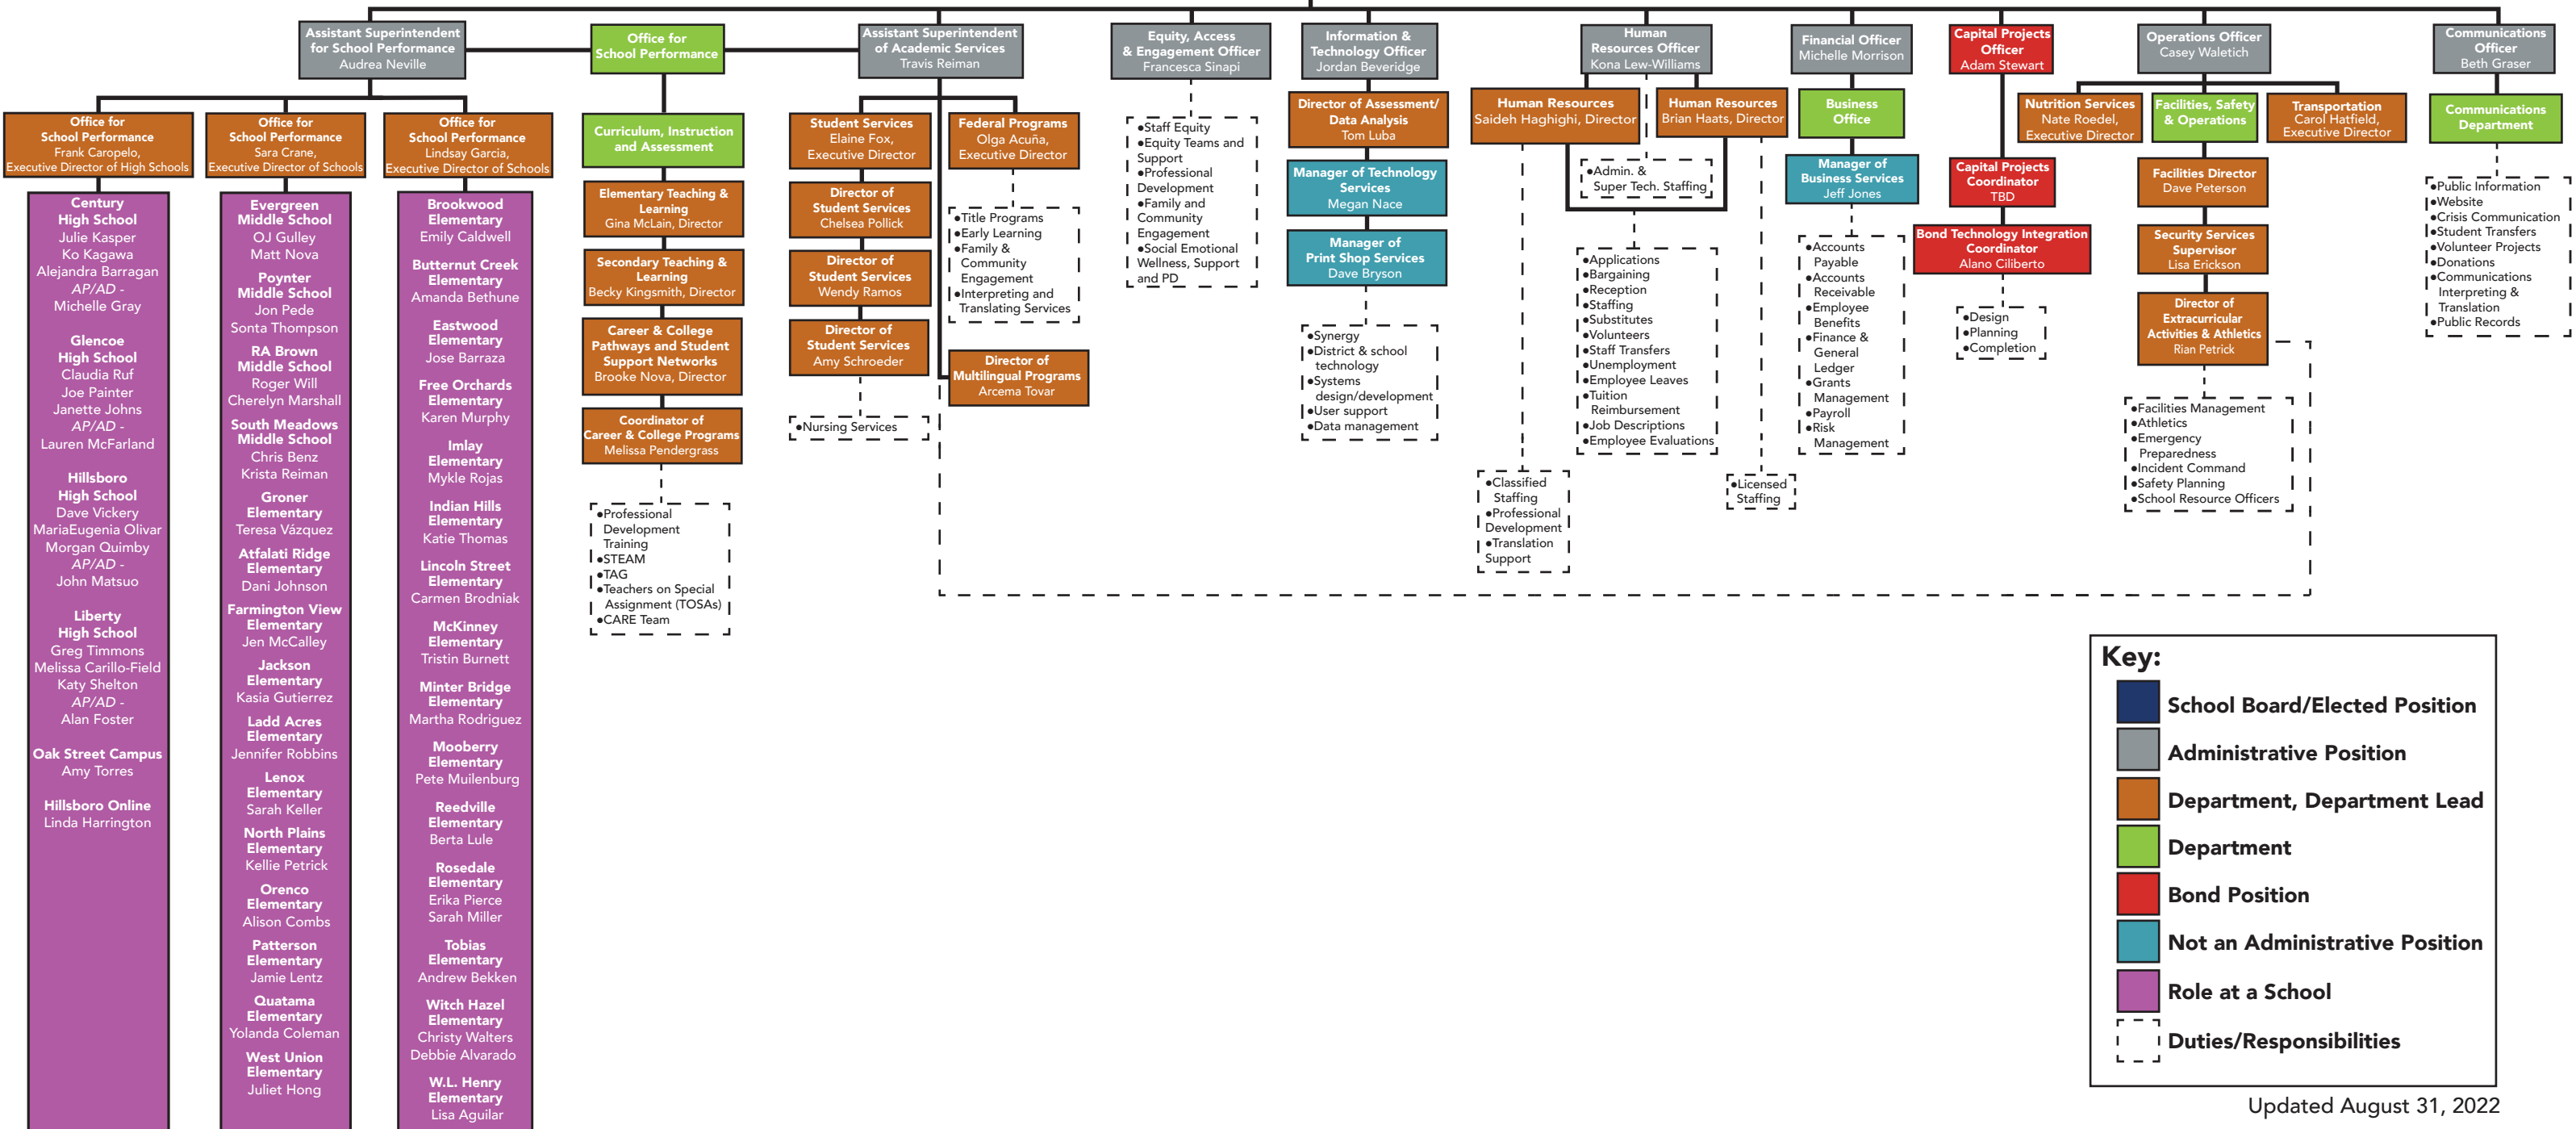 Assistant Superintendent
for School Performance
Audrea Neville
Office for
School Performance
Assistant Superintendent
of Academic Services
Travis Reiman
Equity, Access
& Engagement Officer
Francesca Sinapi
Information &
Technology Officer
Jordan Beveridge
Human
Resources Officer
Kona Lew-Williams
Financial Officer
Michelle Morrison
Capital Projects
Officer
Adam Stewart
Operations Officer
Casey Waletich
Communications
Officer
Beth Graser
Office for
School Performance
Frank Caropelo,
Executive Director of High Schools
Century
High School
Julie Kasper
Ko Kagawa
Alejandra Barragan
AP/AD -
Michelle Gray
Glencoe
High School
Claudia Ruf
Joe Painter
Janette Johns
AP/AD -
Lauren McFarland
Hillsboro
High School
Dave Vickery
MariaEugenia Olivar
Morgan Quimby
AP/AD -
John Matsuo
Liberty
High School
Greg Timmons
Melissa Carillo-Field
Katy Shelton
AP/AD -
Alan Foster
Oak Street Campus
Amy Torres
Hillsboro Online
Linda Harrington
Office for
School Performance
Sara Crane,
Executive Director of Schools
Evergreen
Middle School
OJ Gulley
Matt Nova
Poynter
Middle School
Jon Pede
Sonta Thompson
RA Brown
Middle School
Roger Will
Cherelyn Marshall
South Meadows
Middle School
Chris Benz
Krista Reiman
Groner
Elementary
Teresa Vázquez
Atfalati Ridge
Elementary
Dani Johnson
Farmington View
Elementary
Jen McCalley
Jackson
Elementary
Kasia Gutierrez
Ladd Acres
Elementary
Jennifer Robbins
Lenox
Elementary
Sarah Keller
North Plains
Elementary
Kellie Petrick
Orenco
Elementary
Alison Combs
Patterson
Elementary
Jamie Lentz
Quatama
Elementary
Yolanda Coleman
West Union
Elementary
Juliet Hong
Office for
School Performance
Lindsay Garcia,
Executive Director of Schools
Brookwood
Elementary
Emily Caldwell
Butternut Creek
Elementary
Amanda Bethune
Eastwood
Elementary
Jose Barraza
Free Orchards
Elementary
Karen Murphy
Imlay
Elementary
Mykle Rojas
Indian Hills
Elementary
Katie Thomas
Lincoln Street
Elementary
Carmen Brodniak
McKinney
Elementary
Tristin Burnett
Minter Bridge
Elementary
Martha Rodriguez
Mooberry
Elementary
Pete Muilenburg
Reedville
Elementary
Berta Lule
Rosedale
Elementary
Erika Pierce
Sarah Miller
Tobias
Elementary
Andrew Bekken
Witch Hazel
Elementary
Christy Walters
Debbie Alvarado
W.L. Henry
Elementary
Lisa Aguilar
Curriculum, Instruction
and Assessment
Elementary Teaching &
Learning
Gina McLain, Director
Secondary Teaching &
Learning
Becky Kingsmith, Director
Career & College
Pathways and Student
Support Networks
Brooke Nova, Director
Coordinator of
Career & College Programs
Melissa Pendergrass
●Professional
Development
Training
●STEAM
●TAG
●Teachers on Special
Assignment (TOSAs)
●CARE Team
Student Services
Elaine Fox,
Executive Director
Director of
Student Services
Chelsea Pollick
Director of
Student Services
Wendy Ramos
Director of
Student Services
Amy Schroeder
●Nursing Services
Federal Programs
Olga Acuña,
Executive Director
●Title Programs
●Early Learning
●Family &
Community
Engagement
●Interpreting and
Translating Services
Director of
Multilingual Programs
Arcema Tovar
●Staff Equity
●Equity Teams and
Support
●Professional
Development
●Family and
Community
Engagement
●Social Emotional
Wellness, Support
and PD
Director of Assessment/
Data Analysis
Tom Luba
Manager of Technology
Services
Megan Nace
Manager of
Print Shop Services
Dave Bryson
●Synergy
●District & school
technology
●Systems
design/development
●User support
●Data management
Human Resources
Saideh Haghighi, Director
Human Resources
Brian Haats, Director
●Admin. &
Super Tech. Staffing
●Applications
●Bargaining
●Reception
●Staffing
●Substitutes
●Volunteers
●Staff Transfers
●Unemployment
●Employee Leaves
●Tuition
Reimbursement
●Job Descriptions
●Employee Evaluations
●Classified
Staffing
●Professional
Development
●Translation
Support
●Licensed
Staffing
Business
Office
Manager of
Business Services
Jeff Jones
●Accounts
Payable
●Accounts
Receivable
●Employee
Benefits
●Finance &
General
Ledger
●Grants
Management
●Payroll
●Risk
Management
Capital Projects
Coordinator
TBD
Bond Technology Integration
Coordinator
Alano Ciliberto
●Design
●Planning
●Completion
Nutrition Services
Nate Roedel,
Executive Director
Facilities, Safety
& Operations
Transportation
Carol Hatfield,
Executive Director
Facilities Director
Dave Peterson
Security Services
Supervisor
Lisa Erickson
Director of
Extracurricular
Activities & Athletics
Rian Petrick
●Facilities Management
●Athletics
●Emergency
Preparedness
●Incident Command
●Safety Planning
●School Resource Officers
Communications
Department
●Public Information
●Website
●Crisis Communication
●Student Transfers
●Volunteer Projects
●Donations
●Communications
Interpreting &
Translation
●Public Records
Key:
School Board/Elected Position
Administrative Position
Department, Department Lead
Department
Bond Position
Not an Administrative Position
Role at a School
Duties/Responsibilities
Updated August 31, 2022